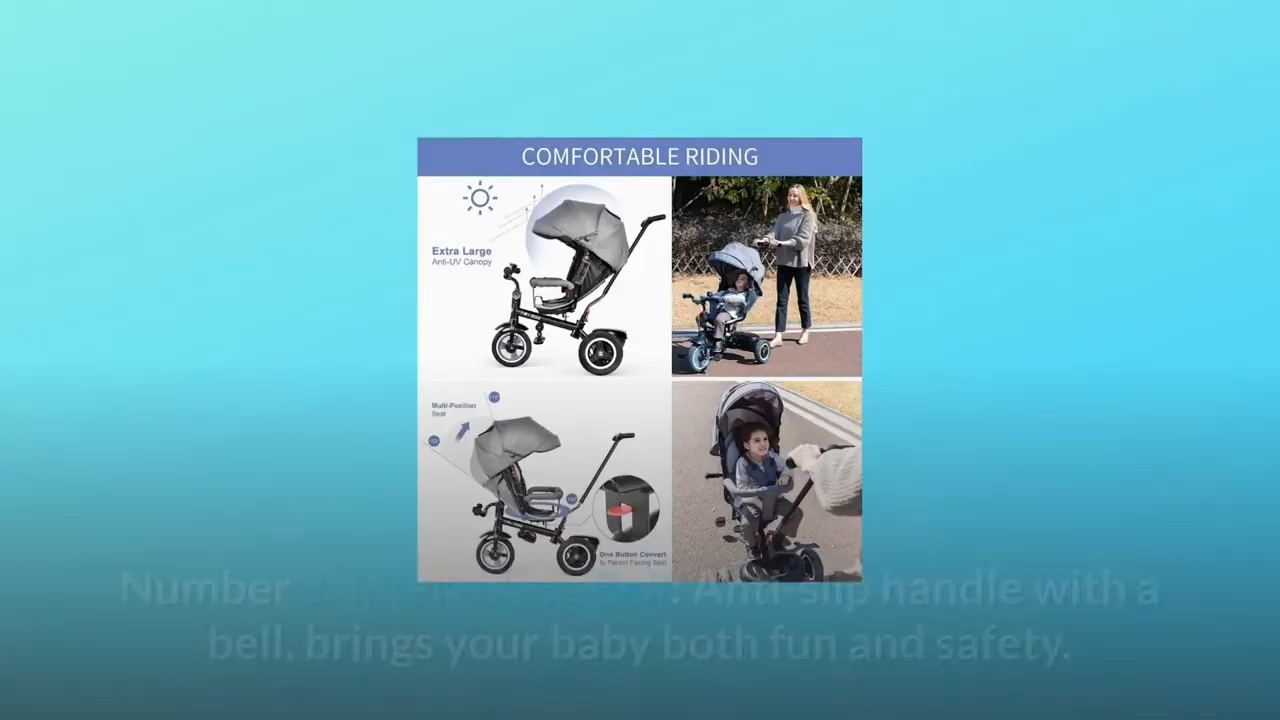 COMFORTABLE RIDING
Extra Large
Anti-UV Canopy
Multi-Position
Seat
One Button Convert
to Parent Facing Seat
Number Anti-slip handle with a
bell, brings your baby both fun and safety.